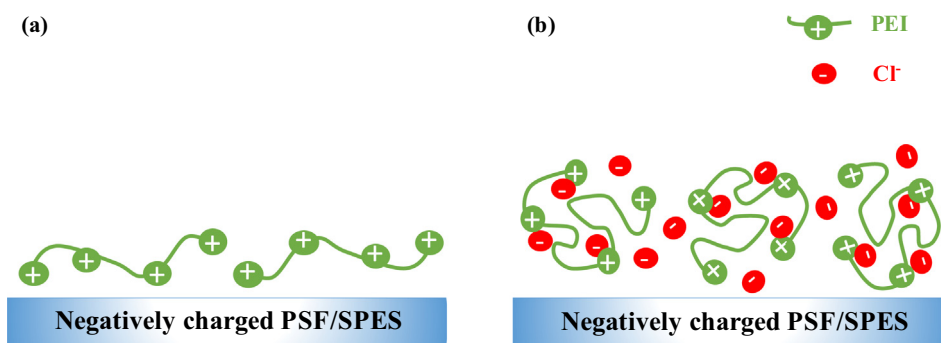 (a)
(b)
PEI
Cl⁻
Negatively charged PSF/SPES
Negatively charged PSF/SPES